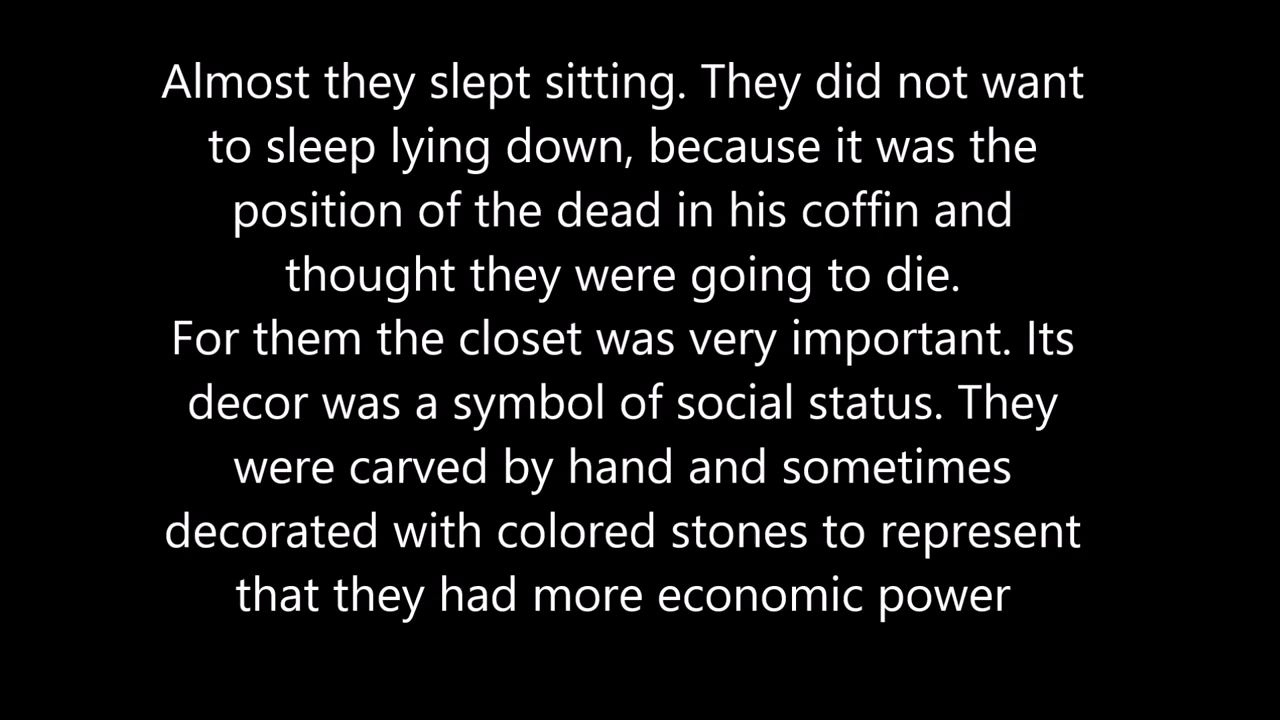 Almost they slept sitting. They did not want
to sleep lying down, because it was the
position of the dead in his coffin and
thought they were going to die.
For them the closet was very important. Its
decor was a symbol of social status. They
were carved by hand and sometimes
decorated with colored stones to represent
that they had more economic power